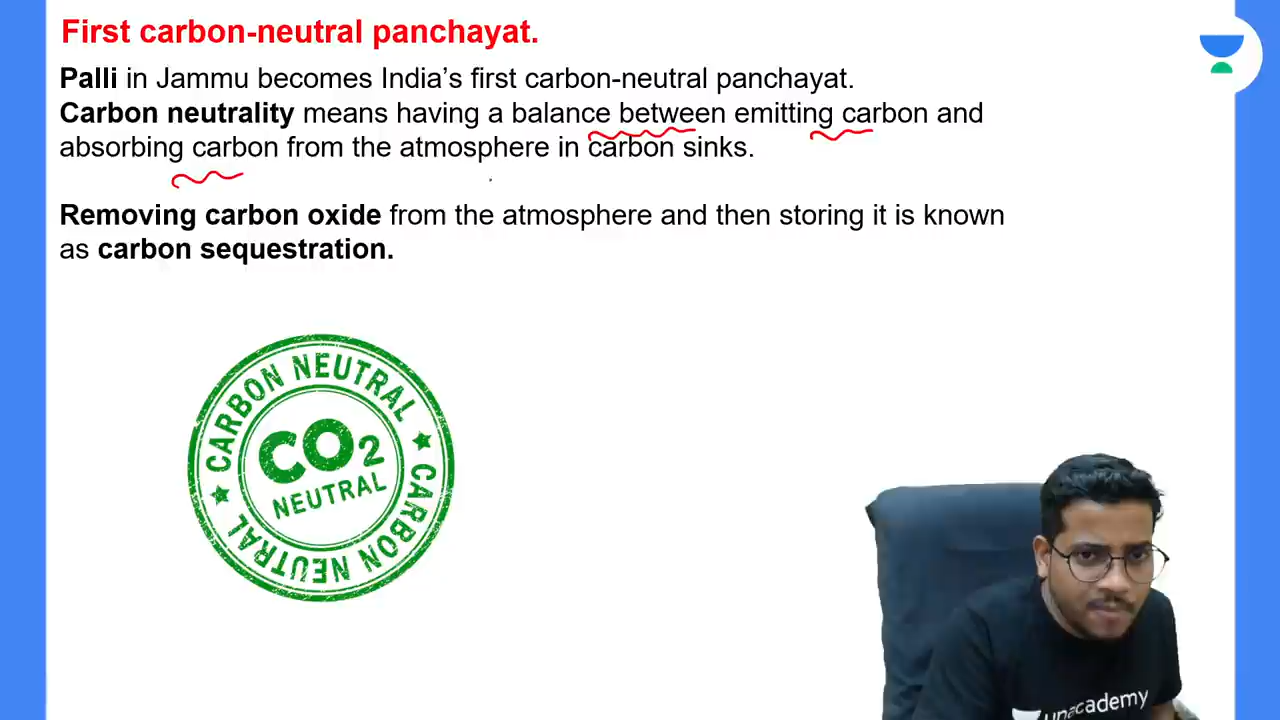 First carbon-neutral panchayat.
Palli in Jammu becomes India’s first carbon-neutral panchayat.
Carbon neutrality means having a balance between emitting carbon and
absorbing carbon from the atmosphere in carbon sinks.
Removing carbon oxide from the atmosphere and then storing it is known
as carbon sequestration.
CARBON NEUTRAL
CO2
NEUTRAL
CARBON NEUTRAL
unacademy